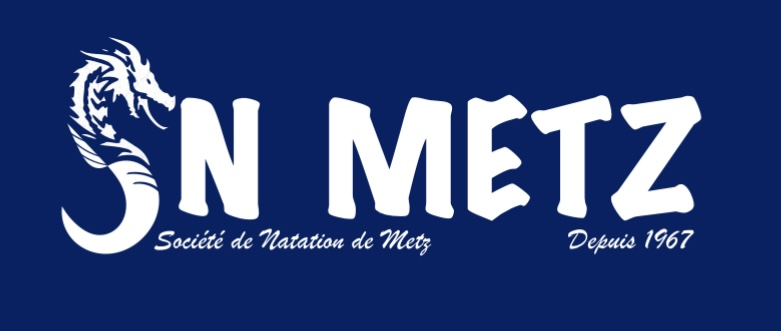 SN METZ
Société de Natation de Metz
Depuis 1967